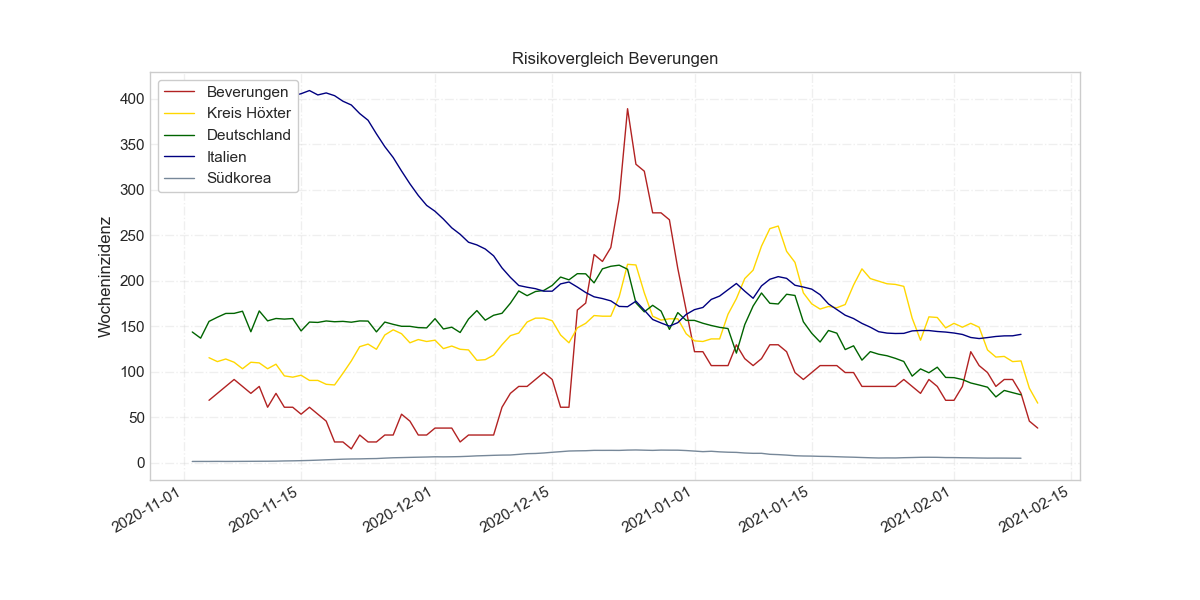 Risikovergleich Beverungen
Beverungen
Kreis Höxter
Deutschland
Italien
Südkorea
Wocheninzidenz
400
350
300
250
200
150
100
50
0
2020-11-01
2020-11-15
2020-12-01
2020-12-15
2021-01-01
2021-01-15
2021-02-01
2021-02-15